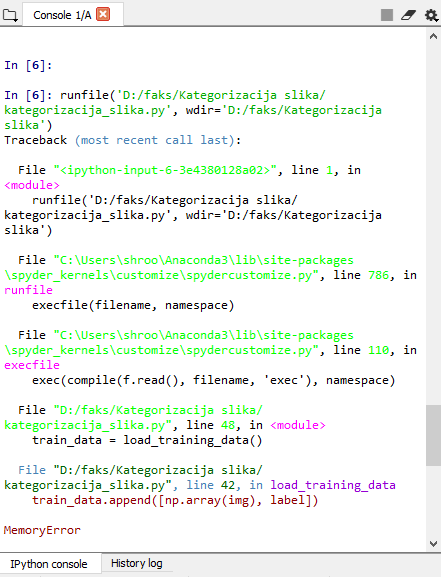 Console 1/A
In [6]:
In [6]: runfile('D:/faks/Kategorizacija slika/
kategorizacija_slika.py', wdir='D:/faks/Kategorizacija
slika')
Traceback (most recent call last):
File "<ipython-input-6-3e4380128a02>", line 1, in
<module>
runfile('D:/faks/Kategorizacija slika/
kategorizacija_slika.py', wdir='D:/faks/Kategorizacija
slika')
File "C:\Users\shroo\Anaconda3\lib\site-packages
\spyder_kernels\customize\spydercustomize.py", line 786, in
runfile
execfile(filename, namespace)
File "C:\Users\shroo\Anaconda3\lib\site-packages
\spyder_kernels\customize\spydercustomize.py", line 110, in
execfile
exec(compile(f.read(), filename, 'exec'), namespace)
File "D:/faks/Kategorizacija slika/
kategorizacija_slika.py", line 48, in <module>
train_data = load_training_data()
File "D:/faks/Kategorizacija slika/
kategorizacija_slika.py", line 42, in load_training_data
train_data.append([np.array(img), label])
MemoryError
IPython console
History log